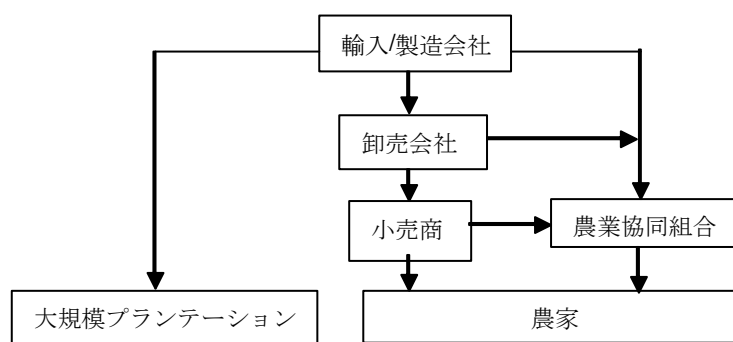 輸入/製造会社
卸売会社
小売商
農業協同組合
大規模プランテーション
農家